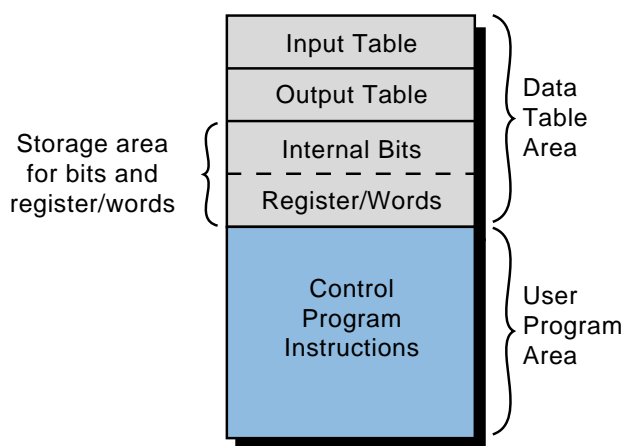 Input Table
Output Table
Internal Bits
Register/Words
Control
Program
Instructions
Storage area
for bits and
register/words
Data
Table
Area
User
Program
Area